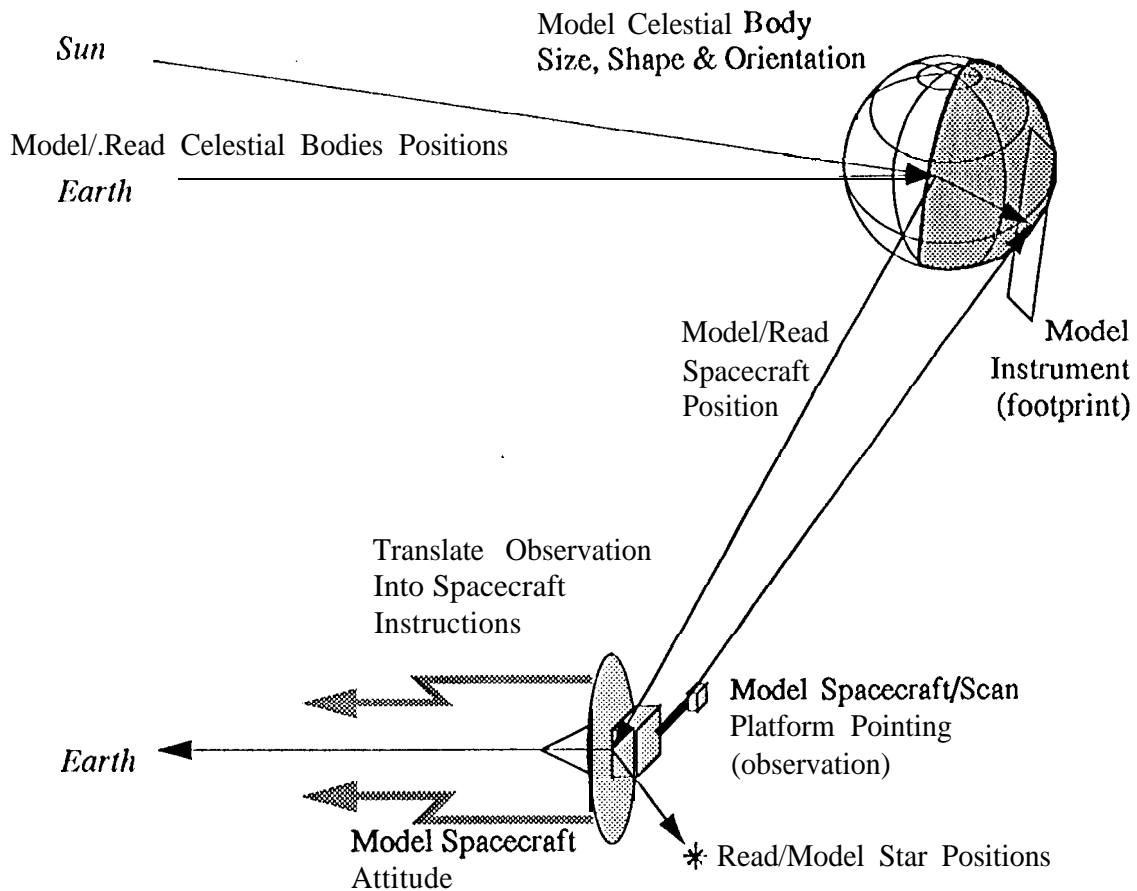 Sun
Model Celestial Body
Size, Shape & Orientation
Model/.Read Celestial Bodies Positions
Earth
Model/Read
Spacecraft
Position
Model
Instrument
(footprint)
Translate Observation
Into Spacecraft
Instructions
Model Spacecraft/Scan
Platform Pointing
(observation)
Earth
Model Spacecraft
Attitude
Read/Model Star Positions